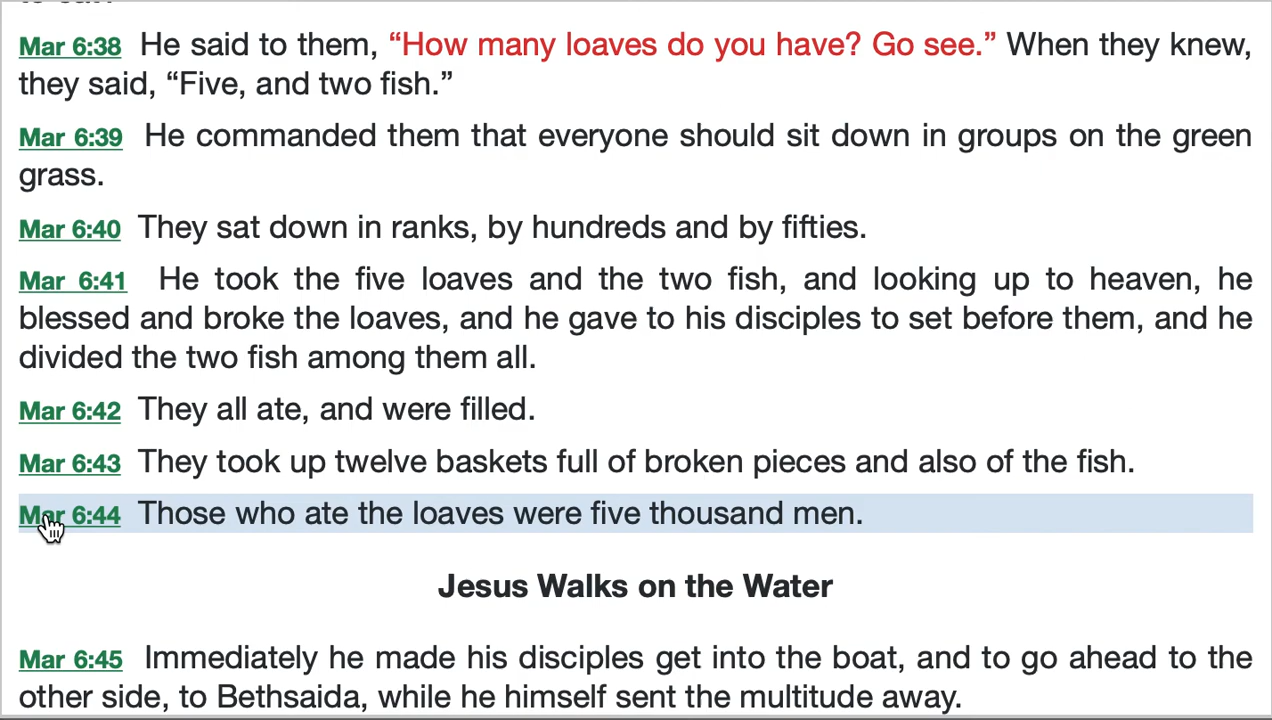 Mar 6:38 He said to them, “How many loaves do you have? Go see.” When they knew,
they said, “Five, and two fish.”
Mar 6:39 He commanded them that everyone should sit down in groups on the green
grass.
Mar 6:40 They sat down in ranks, by hundreds and by fifties.
Mar 6:41 He took the five loaves and the two fish, and looking up to heaven, he
blessed and broke the loaves, and he gave to his disciples to set before them, and he
divided the two fish among them all.
Mar 6:42 They all ate, and were filled.
Mar 6:43 They took up twelve baskets full of broken pieces and also of the fish.
Mar 6:44 Those who ate the loaves were five thousand men.
Jesus Walks on the Water
Mar 6:45 Immediately he made his disciples get into the boat, and to go ahead to the
other side, to Bethsaida, while he himself sent the multitude away.